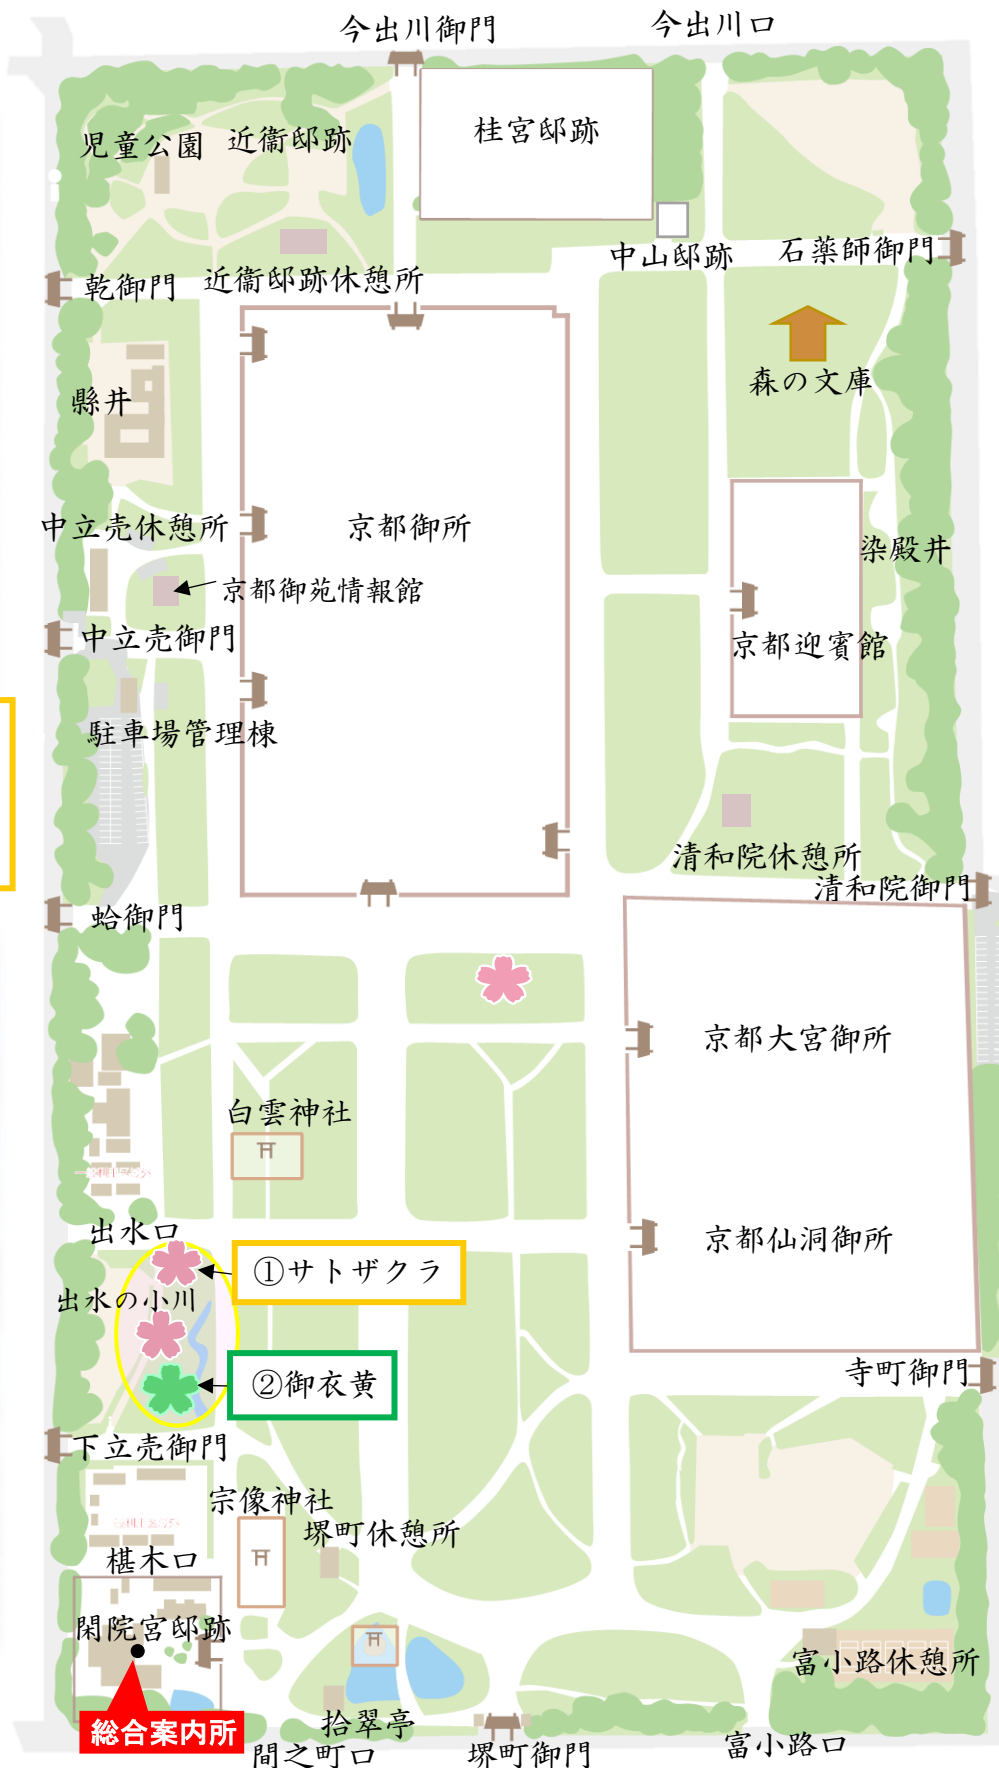 今出川御門
今出川口
児童公園
近衞邸跡
桂宮邸跡
中山邸跡
石薬師御門
乾御門
近衞邸跡休憩所
森の文庫
縣井
中立売休憩所
京都御所
染殿井
京都御苑情報館
中立売御門
京都迎賓館
駐車場管理棟
清和院休憩所
清和院御門
蛤御門
京都大宮御所
白雲神社
出水口
京都仙洞御所
①サトザクラ
出水の小川
②御衣黄
寺町御門
下立売御門
宗像神社
堺町休憩所
椹木口
閑院宮邸跡
富小路休憩所
総合案内所
拾翠亭
間之町口
堺町御門
富小路口